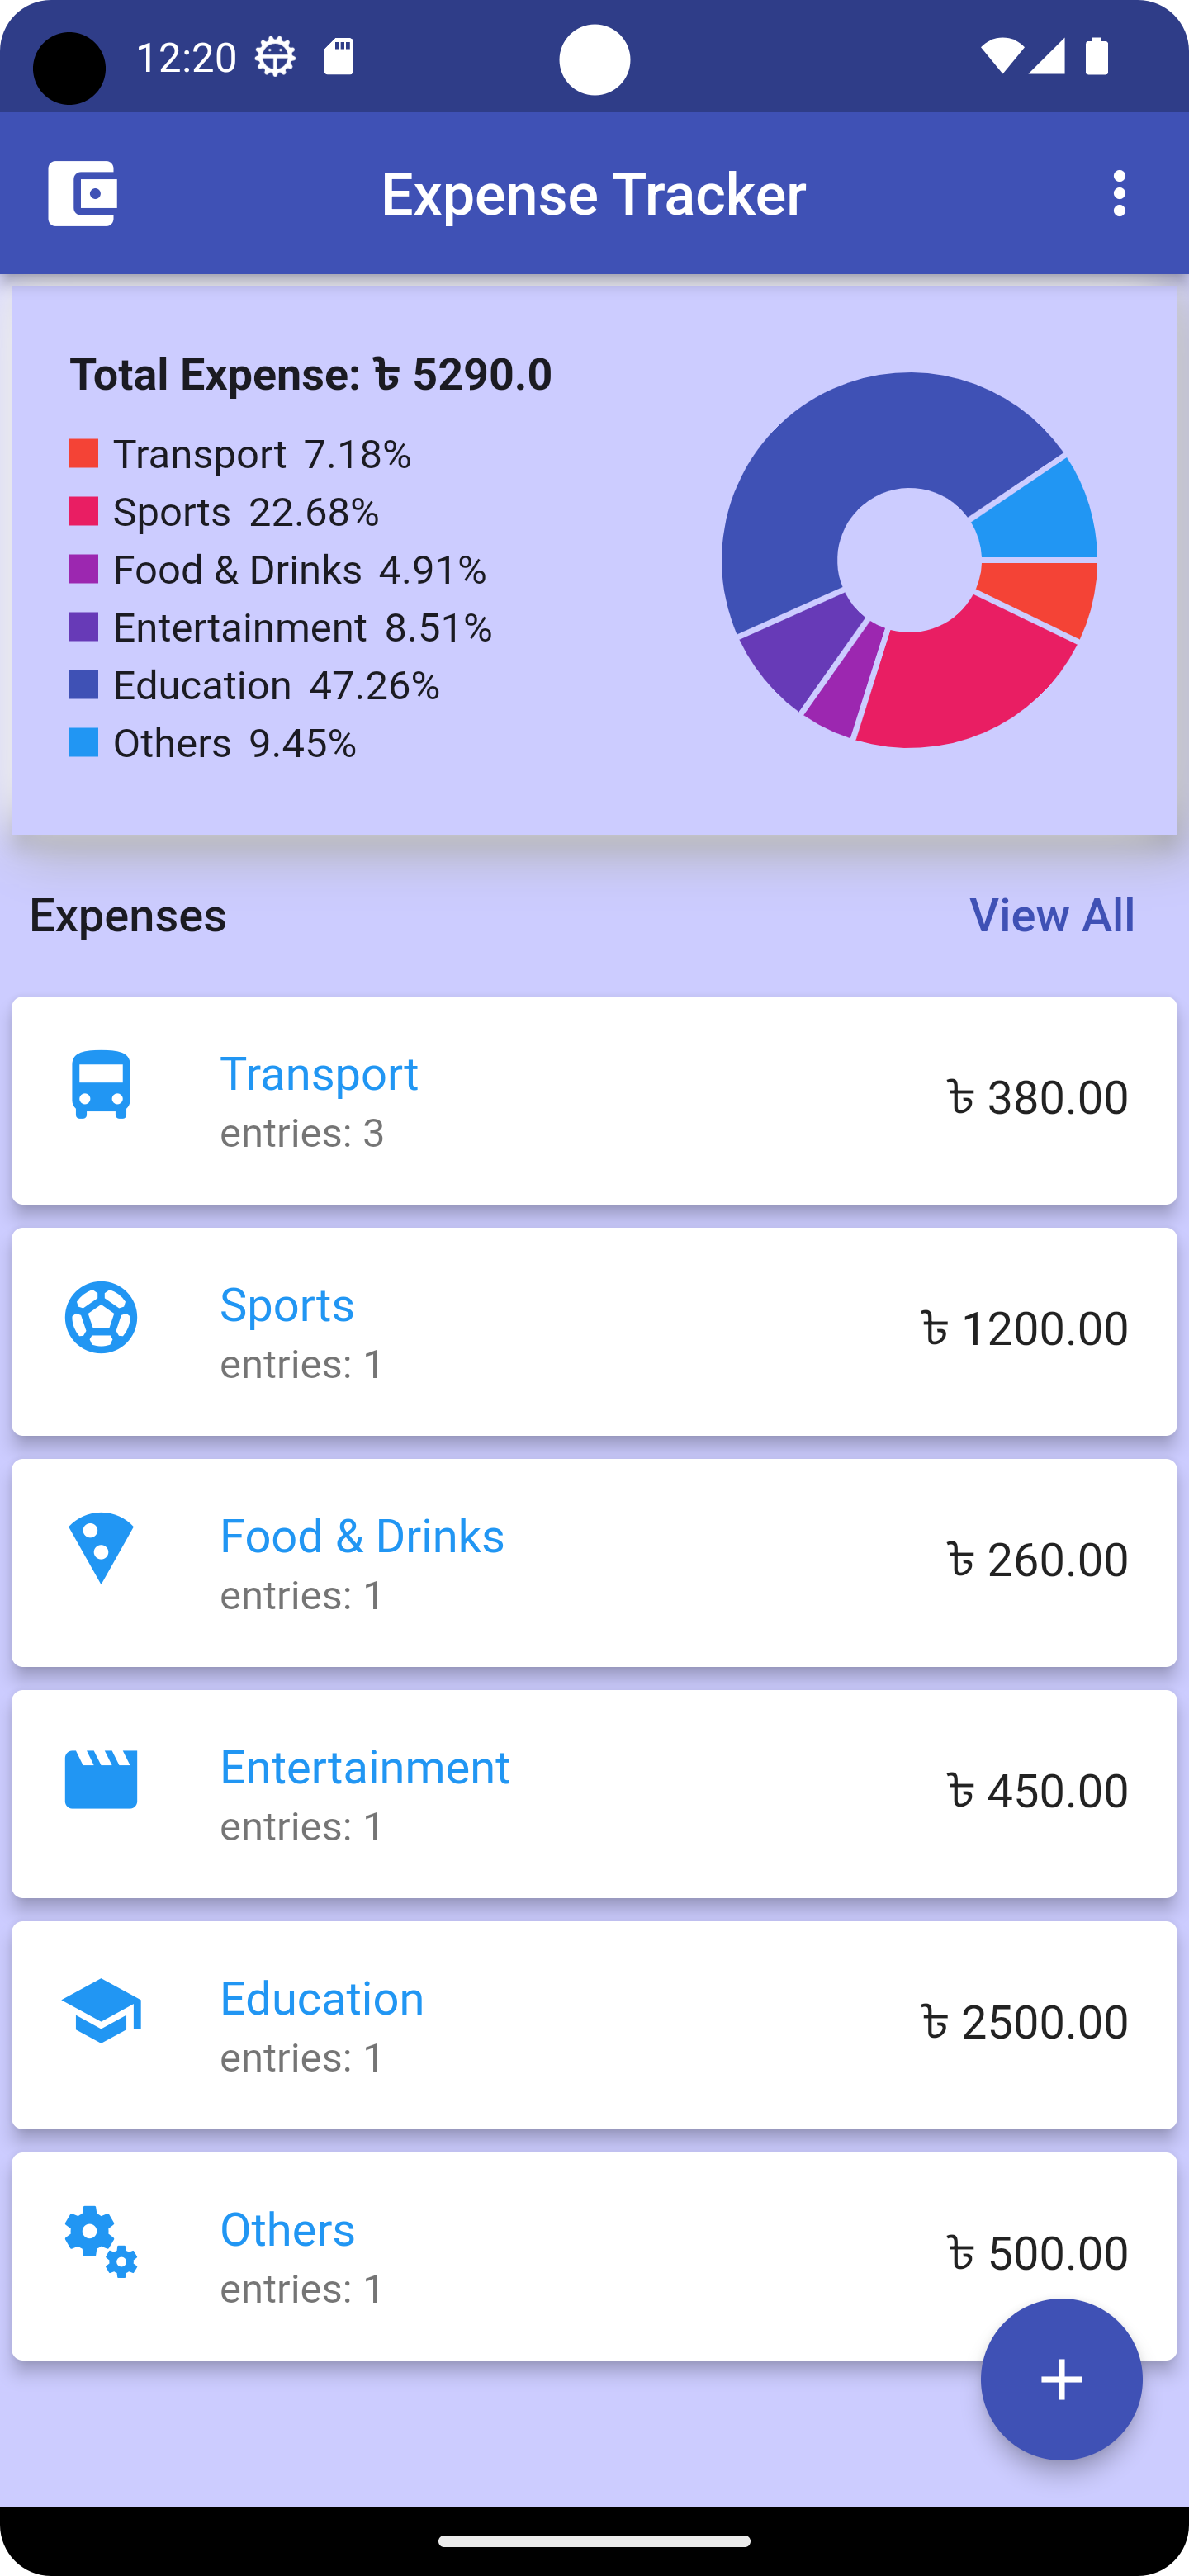 12:20
Expense Tracker
Total Expense: ৳ 5290.0
Transport 7.18%
Sports 22.68%
Food & Drinks 4.91%
Entertainment 8.51%
Education 47.26%
Others 9.45%
Expenses View All
Transport
entries: 3
৳ 380.00
Sports
entries: 1
৳ 1200.00
Food & Drinks
entries: 1
৳ 260.00
Entertainment
entries: 1
৳ 450.00
Education
entries: 1
৳ 2500.00
Others
entries: 1
৳ 500.00
+